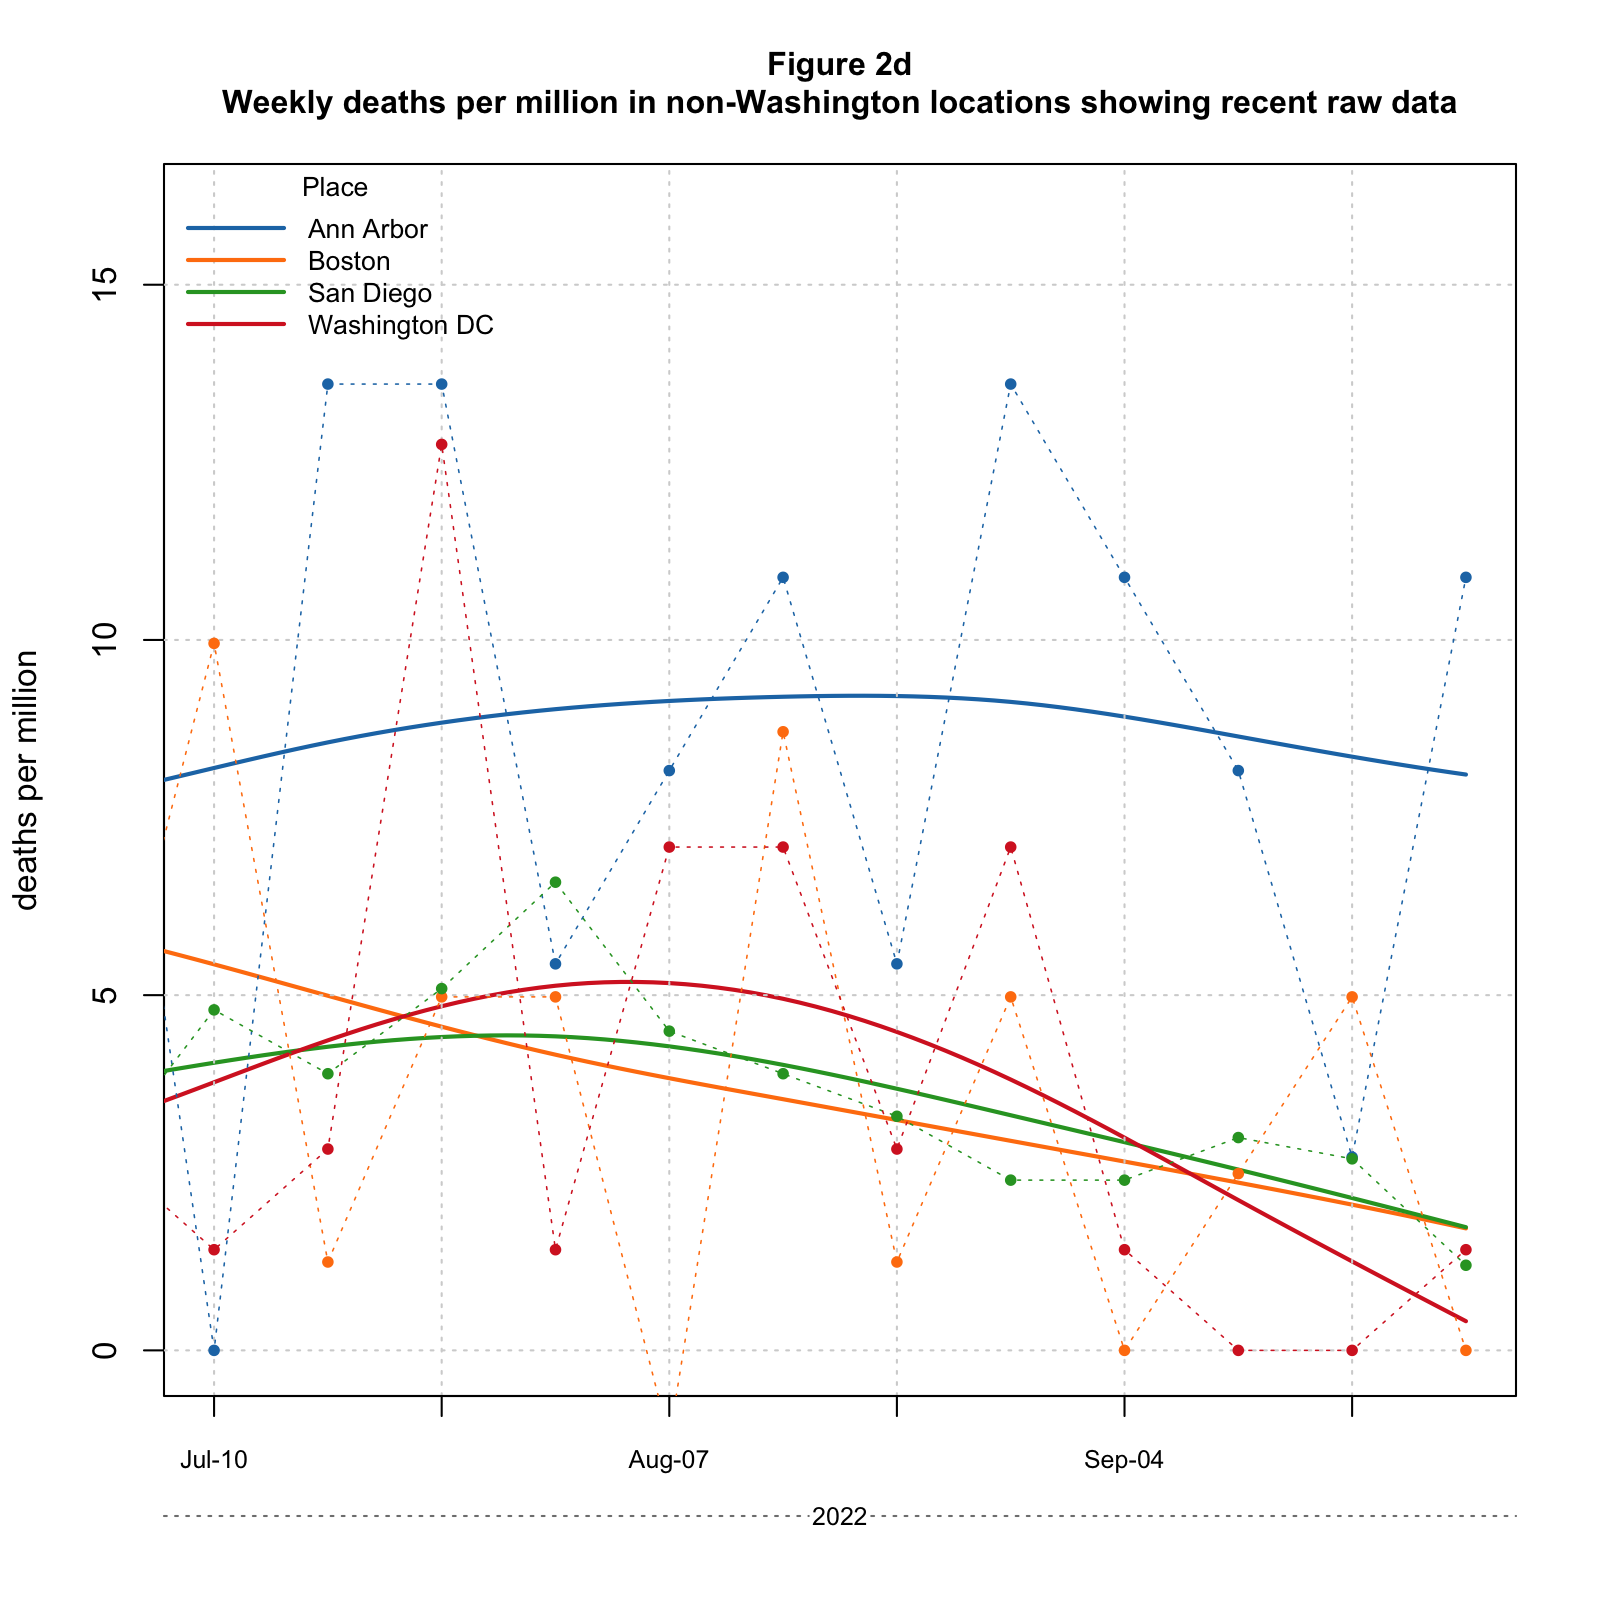 Figure 2d
Weekly deaths per million in non-Washington locations showing recent raw data
Place
Ann Arbor
Boston
San Diego
Washington DC
15
10
5
0
deaths per million
Jul-10
Aug-07
Sep-04
2022